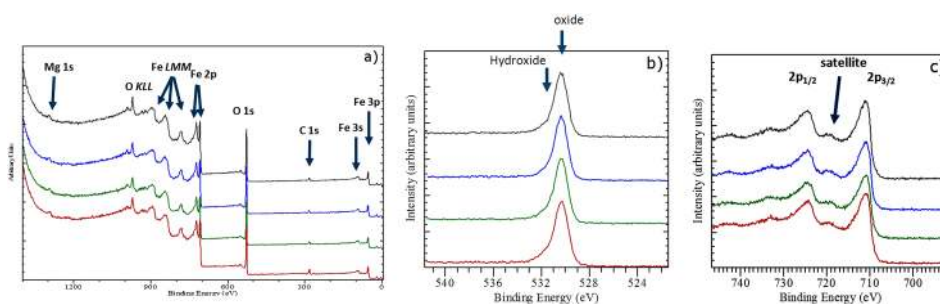 a)
Mg 1s
O KLL
Fe LMM
Fe 2p
O 1s
C 1s
Fe 3s
Fe 3p
1200
900
600
300
0
Binding Energy (eV)
oxide
b)
Hydroxide
Intensity (arbitrary units)
540
536
532
528
524
Binding Energy (eV)
c)
satellite
2p1/2
2p3/2
Intensity (arbitrary units)
740
730
720
710
700
Binding Energy (eV)